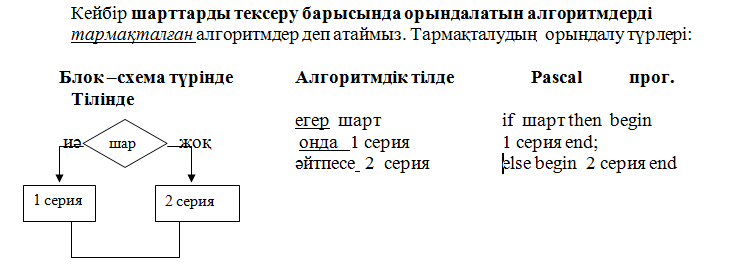 Кейбір шарттарды тексеру барысында орындалатын алгоритмдерді
тармақталған алгоритмдер деп атаймыз. Тармақталудың орындалу түрлері:
Блок –схема түрінде Алгоритмдік тілде Pascal прог.
Тілінде
егер шарт if шарт then begin
иә шар жоқ онда 1 серия 1 серия end;
әйтпесе 2 серия else begin 2 серия end
1 серия 2 серия